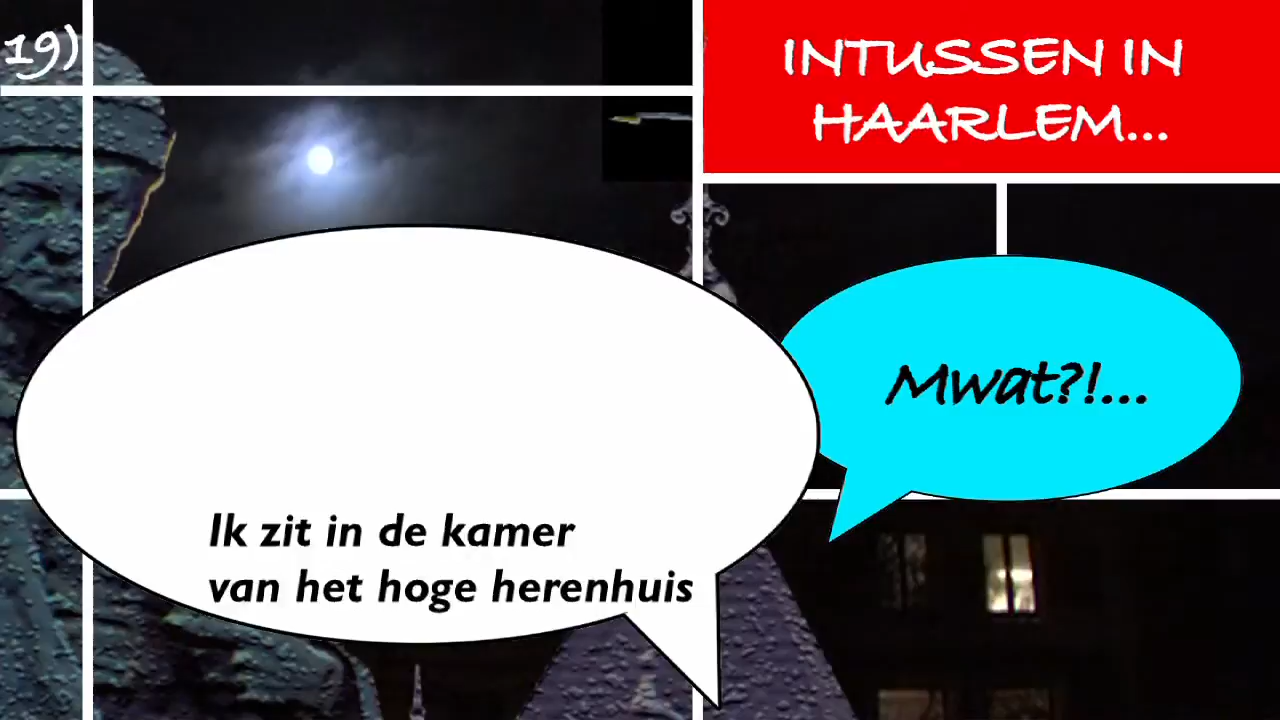 19)
INTUSSEN IN
HAARLEM...
Mwat?!...
Ik zit in de kamer
van het hoge herenhuis